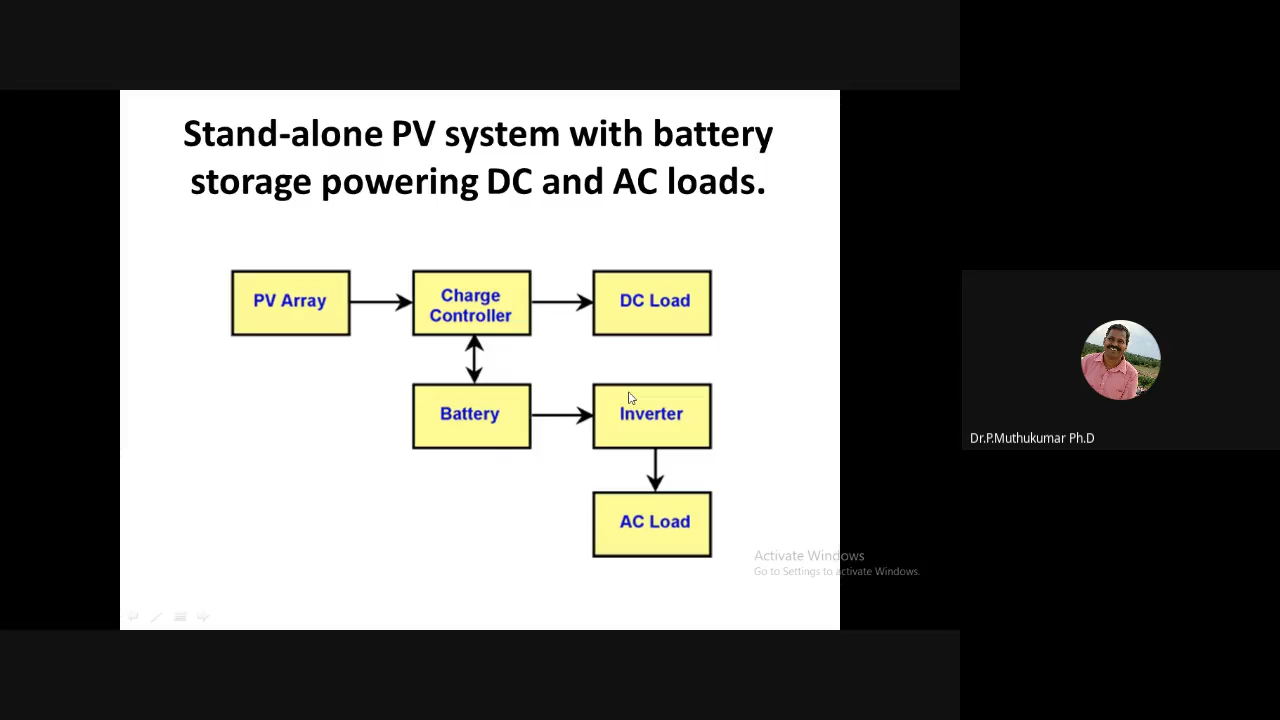 Stand-alone PV system with battery
storage powering DC and AC loads.
PV Array
Charge
Controller
DC Load
Battery
Inverter
AC Load
Dr.P.Muthukumar Ph.D
Activate Windows
Go to Settings to activate Windows.